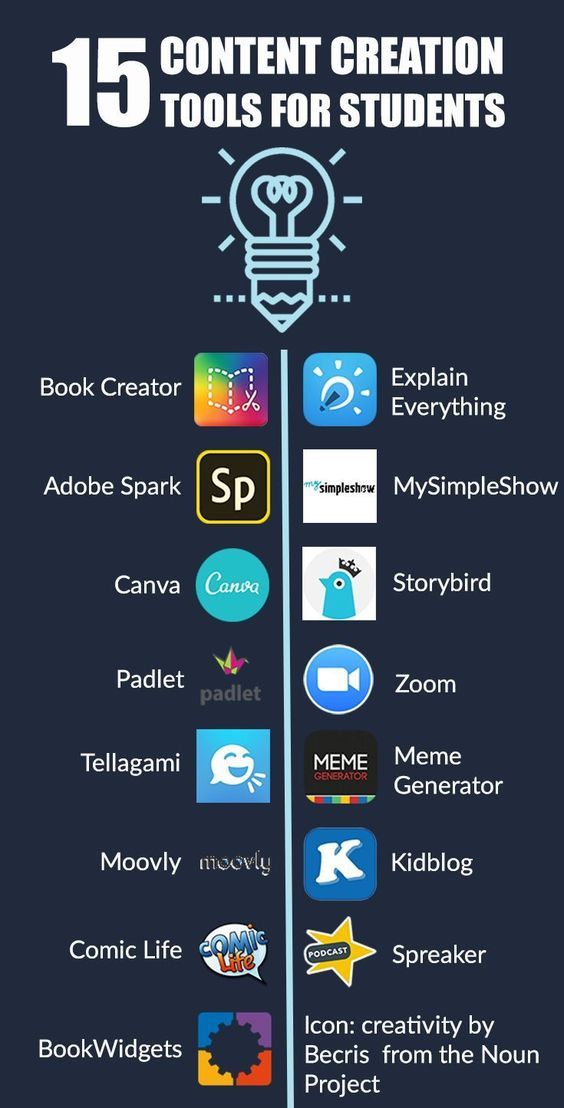 15 CONTENT CREATION
TOOLS FOR STUDENTS
Book Creator
Explain
Everything
Adobe Spark
Sp
my simpleshow
MySimpleShow
Canva
Canva
Storybird
Padlet
padlet
Zoom
Tellagami
MEME
GENERATOR
Meme
Generator
Moovly
moovly
K
Kidblog
Comic Life
COMIC
Life
PODCAST
Spreaker
BookWidgets
Icon: creativity by
Becris from the Noun
Project